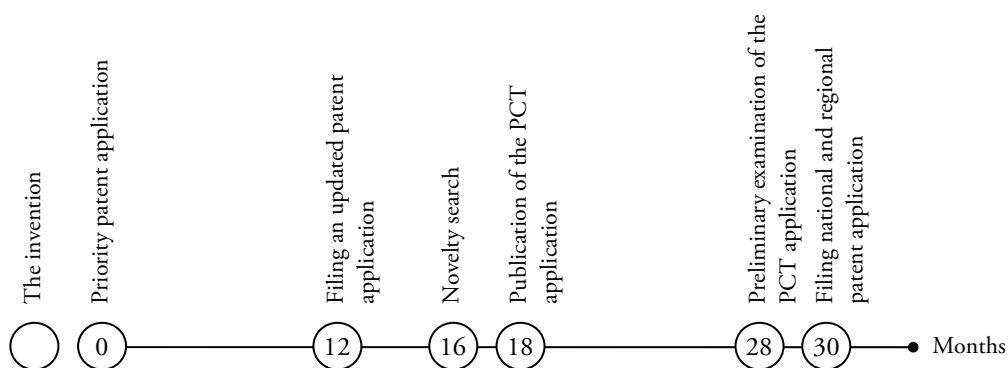 The invention
Priority patent application
Filing an updated patent
application
Novelty search
Publication of the PCT
application
Preliminary examination of the
PCT application
Filing national and regional
patent application
0
12
16
18
28
30
Months